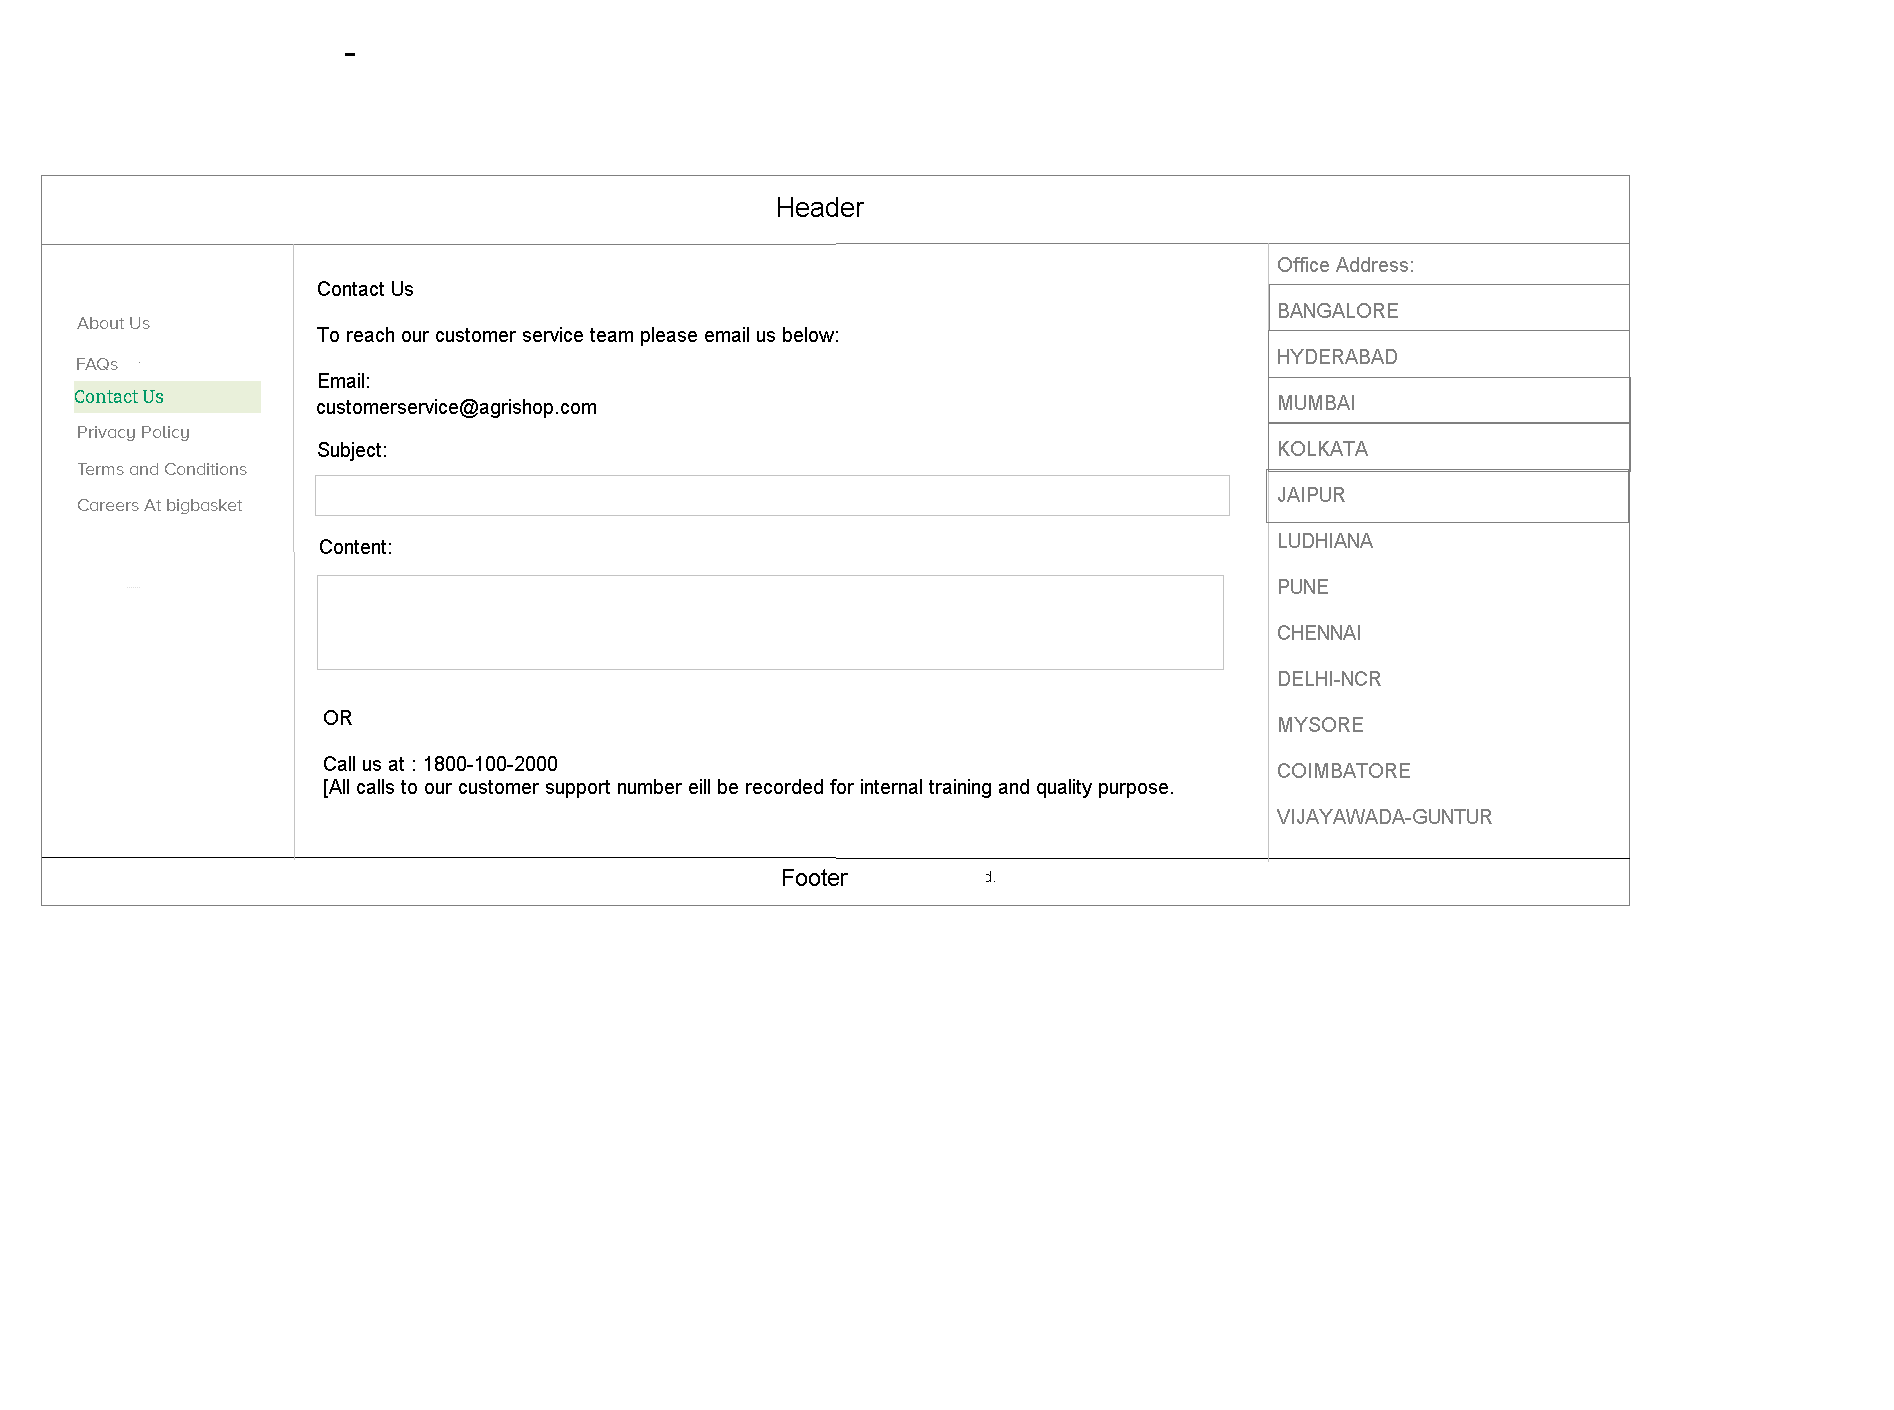 -
Header
About Us
FAQs
Contact Us
Privacy Policy
Terms and Conditions
Careers At bigbasket
Contact Us
To reach our customer service team please email us below:
Email:
customerservice@agrishop.com
Subject:
Content:
OR
Call us at : 1800-100-2000
[All calls to our customer support number eill be recorded for internal training and quality purpose.
Office Address:
BANGALORE
HYDERABAD
MUMBAI
KOLKATA
JAIPUR
LUDHIANA
PUNE
CHENNAI
DELHI-NCR
MYSORE
COIMBATORE
VIJAYAWADA-GUNTUR
Footer
d.